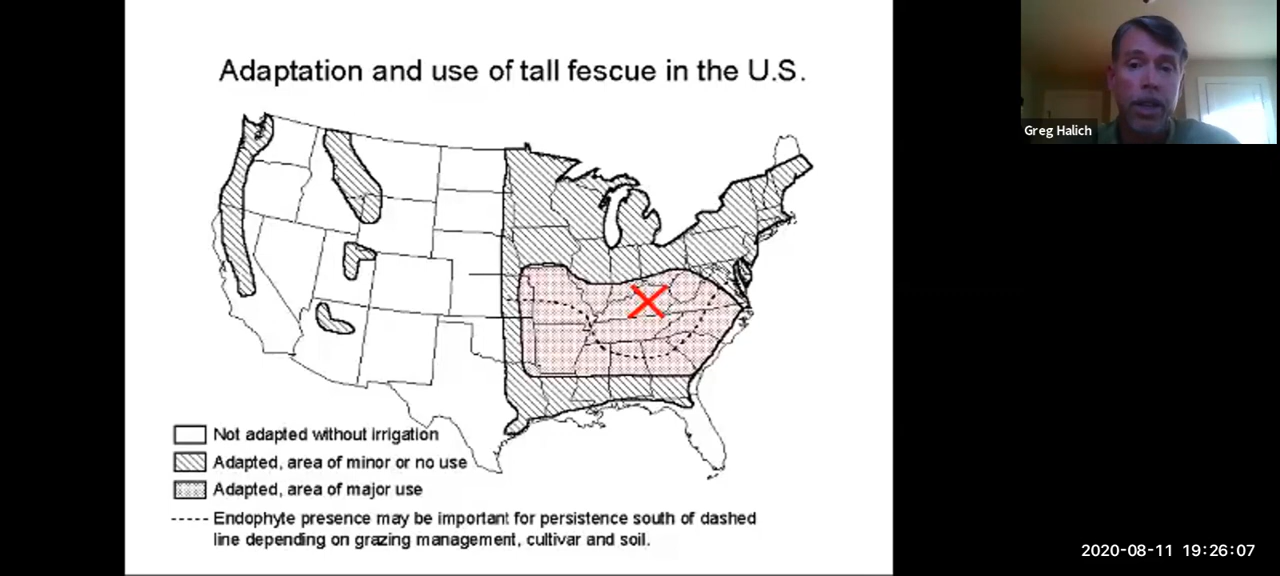 Adaptation and use of tall fescue in the U.S.
Greg Halich
Not adapted without irrigation
Adapted, area of minor or no use
Adapted, area of major use
Endophyte presence may be important for persistence south of dashed
line depending on grazing management, cultivar and soil.
2020-08-11 19:26:07